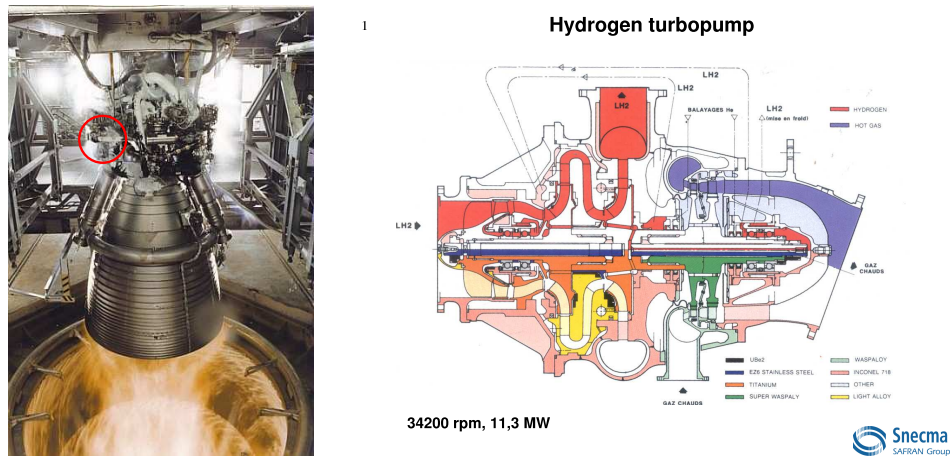 1
Hydrogen turbopump
LH2
LH2
LH2
BALAYAGES He
LH2
(mise en froid)
HYDROGEN
HOT GAS
LH2
GAZ
CHAUDS
UBe2
EZ6 STAINLESS STEEL
TITANIUM
SUPER WASPALY
WASPALOY
INCONEL 718
OTHER
LIGHT ALLOY
GAZ CHAUDS
34200 rpm, 11,3 MW
Snecma
SAFRAN Group